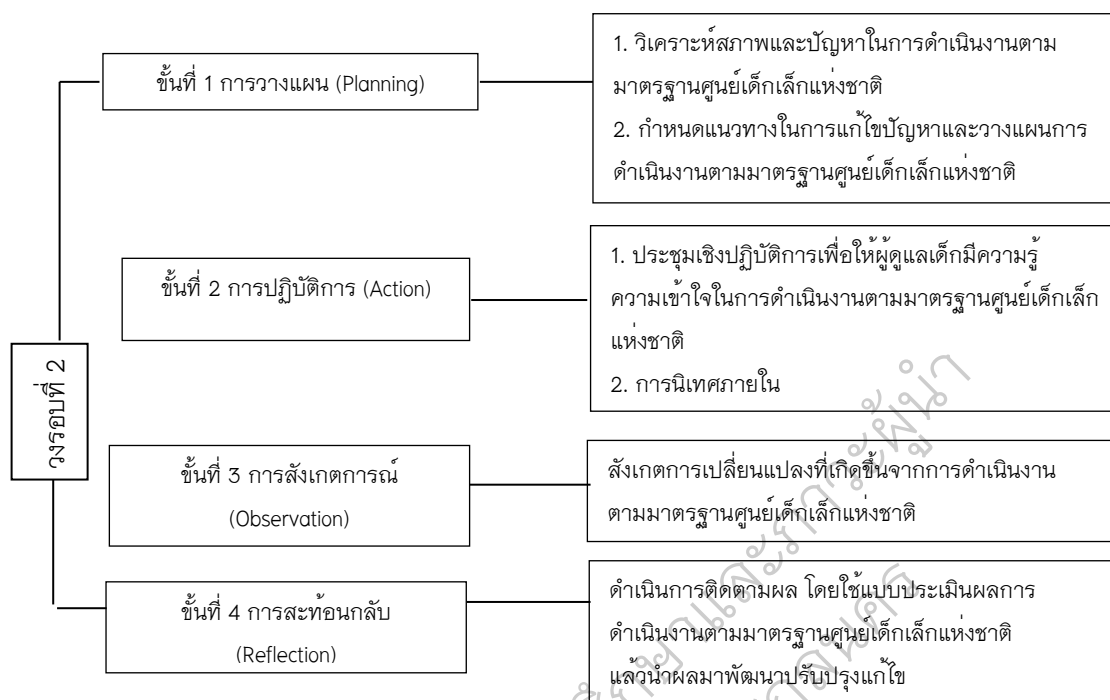 ขั้นที่ 1 การวางแผน (Planning)
1. วิเคราะห์สภาพและปัญหาในการดำเนินงานตาม
มาตรฐานศูนย์เด็กเล็กแห่งชาติ
2. กำหนดแนวทางในการแก้ไขปัญหาและวางแผนการ
ดำเนินงานตามมาตรฐานศูนย์เด็กเล็กแห่งชาติ
ขั้นที่ 2 การปฏิบัติการ (Action)
1. ประชุมเชิงปฏิบัติการเพื่อให้ผู้ดูแลเด็กมีความรู้
ความเข้าใจในการดำเนินงานตามมาตรฐานศูนย์เด็กเล็ก
แห่งชาติ
2. การนิเทศภายใน
วงรอบที่ 2
ขั้นที่ 3 การสังเกตการณ์
(Observation)
สังเกตการเปลี่ยนแปลงที่เกิดขึ้นจากการดำเนินงาน
ตามมาตรฐานศูนย์เด็กเล็กแห่งชาติ
ขั้นที่ 4 การสะท้อนกลับ
(Reflection)
ดำเนินการติดตามผล โดยใช้แบบประเมินผลการ
ดำเนินงานตามมาตรฐานศูนย์เด็กเล็กแห่งชาติ
แล้วนำผลมาพัฒนาปรับปรุงแก้ไข